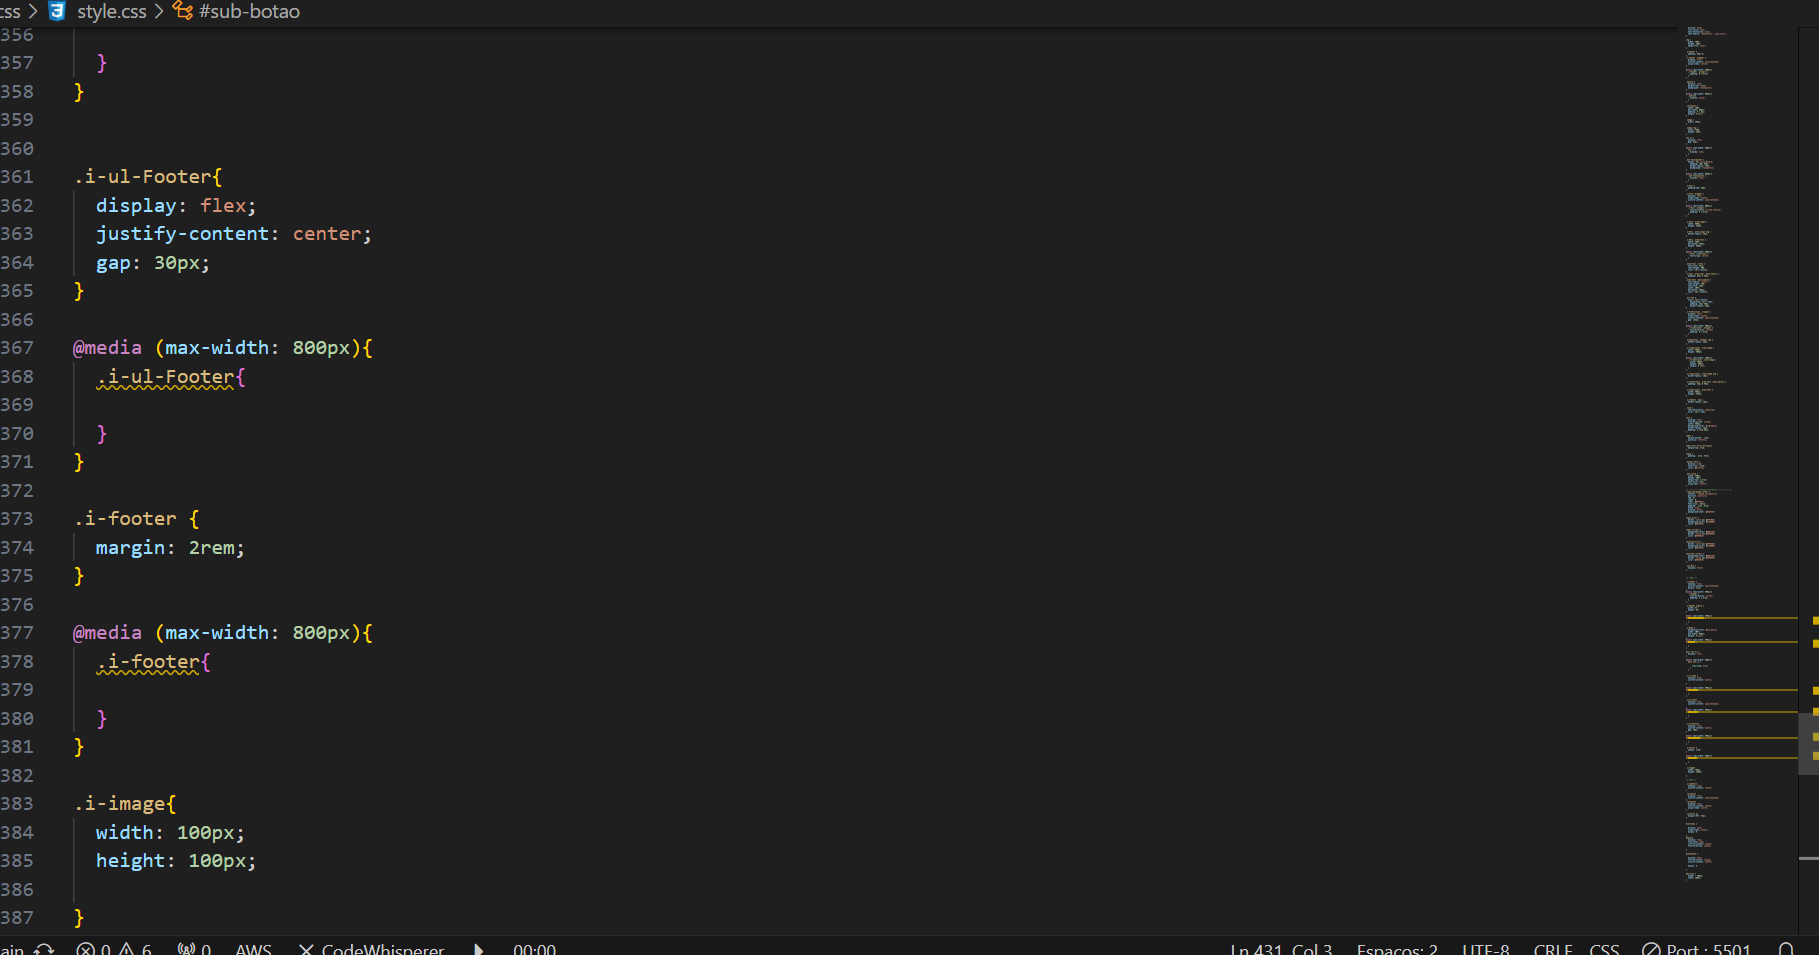 css > style.css > #sub-botao
356
357 }
358 }
359
360
361 .i-ul-Footer{
362 display: flex;
363 justify-content: center;
364 gap: 30px;
365 }
366
367 @media (max-width: 800px){
368 .i-ul-Footer{
369
370 }
371 }
372
373 .i-footer {
374 margin: 2rem;
375 }
376
377 @media (max-width: 800px){
378 .i-footer{
379
380 }
381 }
382
383 .i-image{
384 width: 100px;
385 height: 100px;
386
387 }
ain 0 6 0 AWS CodeWhisperer 00:00 Ln 431, Col 3 Espaços: 2 UTF-8 CRLF CSS Port : 5501